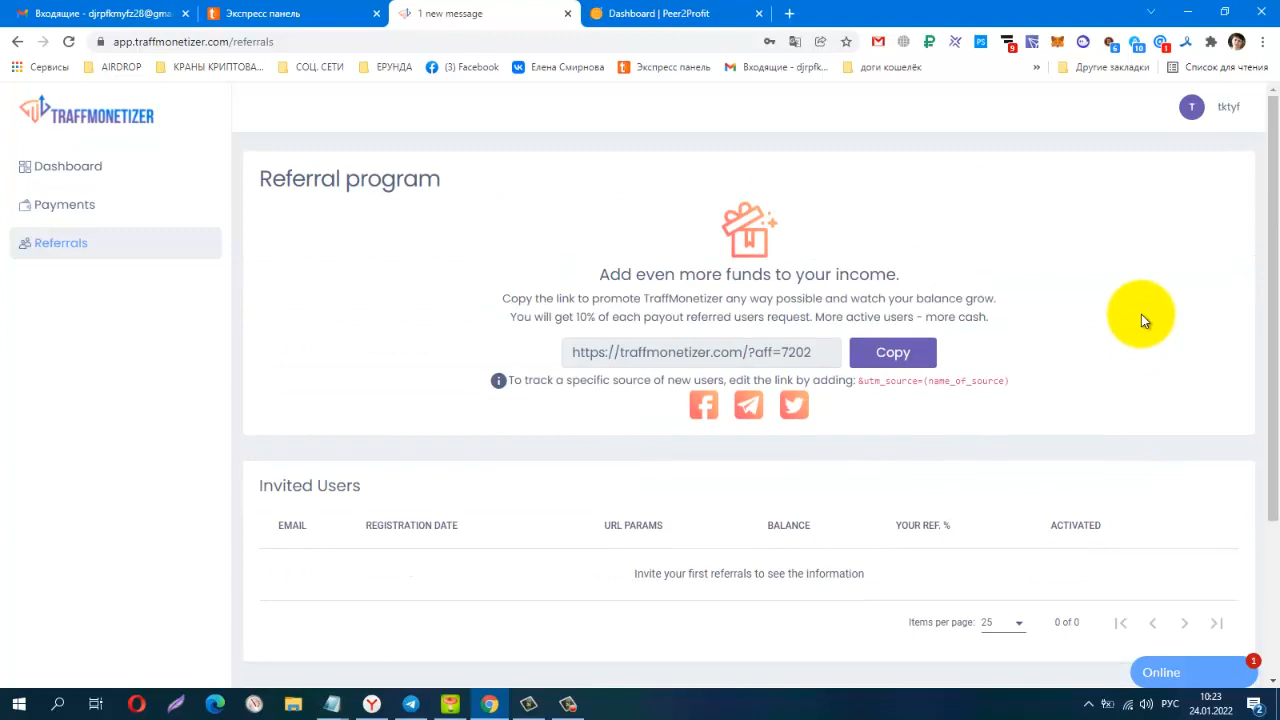 Входящие - djrpfkmyfz28@gma
Экспресс панель
1 new message
Dashboard | Peer2Profit
app.traffmonetizer.com/referrals
9
6
10
1
Сервисы
AIRDROP
КРАНЫ КРИПТОВА...
СОЦ. СЕТИ
ЕРУНДА
(3) Facebook
Елена Смирнова
Экспресс панель
Входящие - djrpfk...
доги кошелёк
»
Другие закладки
Список для чтения
TRAFFMONETIZER
T
tktyf
Dashboard
Payments
Referrals
Referral program
Add even more funds to your income.
Copy the link to promote TraffMonetizer any way possible and watch your balance grow.
You will get 10% of each payout referred users request. More active users - more cash.
https://traffmonetizer.com/?aff=7202
Copy
To track a specific source of new users, edit the link by adding: &utm_source=(name_of_source)
Invited Users
EMAIL REGISTRATION DATE URL PARAMS BALANCE YOUR REF. % ACTIVATED
Invite your first referrals to see the information
Items per page: 25 0 of 0
Online
1
РУС
10:23
24.01.2022
2